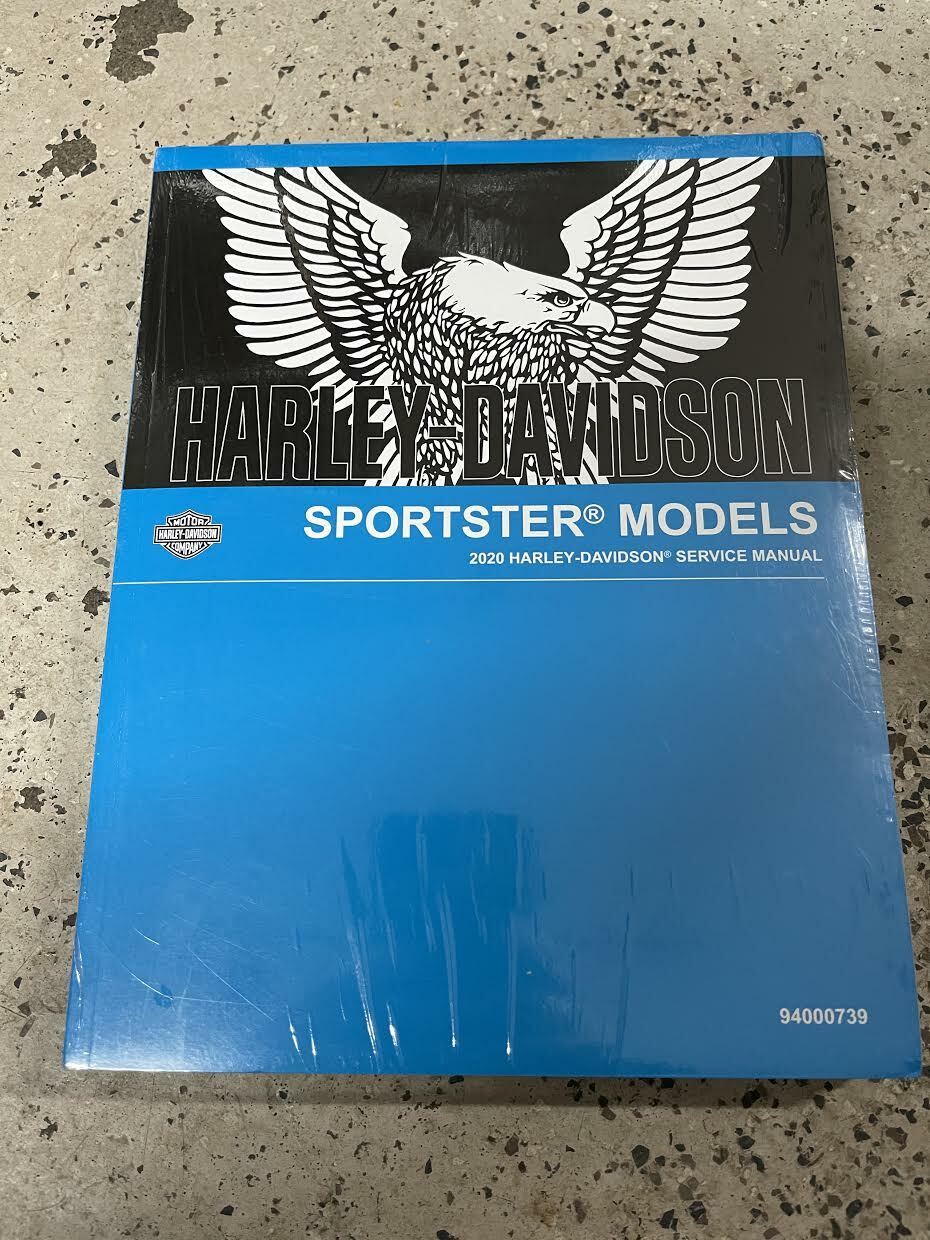 HARLEY-DAVIDSON
SPORTSTER® MODELS
MOTOR
HARLEY-DAVIDSON
COMPANY
2020 HARLEY-DAVIDSON® SERVICE MANUAL
94000739